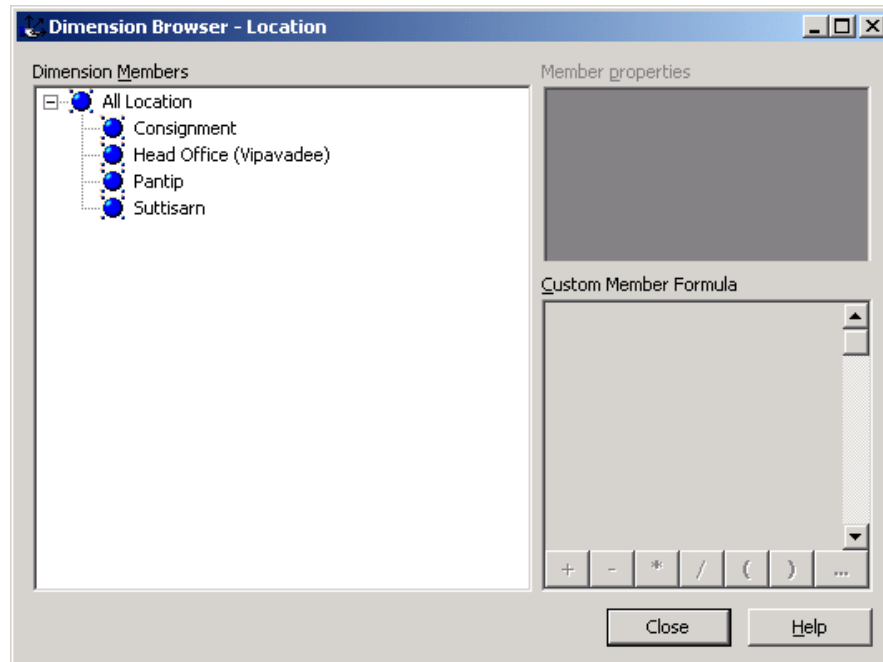 Dimension Browser - Location
Dimension Members
Member properties
All Location
Consignment
Head Office (Vipavadee)
Pantip
Suttisarn
Custom Member Formula
+ - * / ( ) ...
Close Help